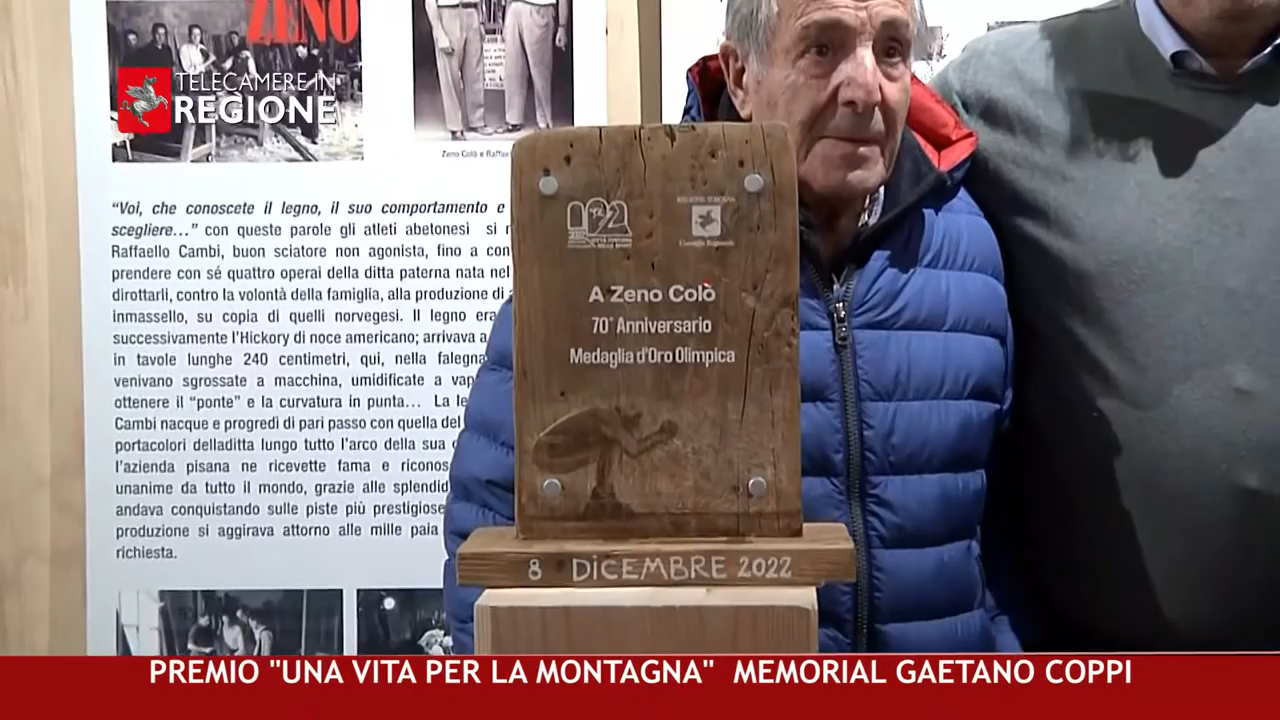 ZENO
TELECAMERE IN
REGIONE
Zeno Colò e
"Voi, che conoscete il legno, il suo comportamento e
scegliere…" con queste parole gli atleti abetonesi si
Raffaello Cambi, buon sciatore non agonista, fino a
prendere con sé quattro operai della ditta paterna nata nel
dirottarli, contro la volontà della famiglia, alla produzione di
inmassello, su copia di quelli norvegesi. Il legno era
successivamente l'Hickory di noce americano; arrivava a
in tavole lunghe 240 centimetri, qui, nella
venivano sgrossate a macchina, umidificate a
ottenere il "ponte" e la curvatura in punta… La
Cambi nacque e progredì di pari passo con quella del
portacolori delladitta lungo tutto l'arco della sua
l'azienda pisana ne ricevette fama e
unanime da tutto il mondo, grazie alle
andava conquistando sulle piste più prestigiose
produzione si aggirava attorno alle mille paia
richiesta.
REGIONE TOSCANA
Consiglio Regionale
A Zeno Colò
70° Anniversario
Medaglia d'Oro Olimpica
8 DICEMBRE 2022
PREMIO "UNA VITA PER LA MONTAGNA" MEMORIAL GAETANO COPPI